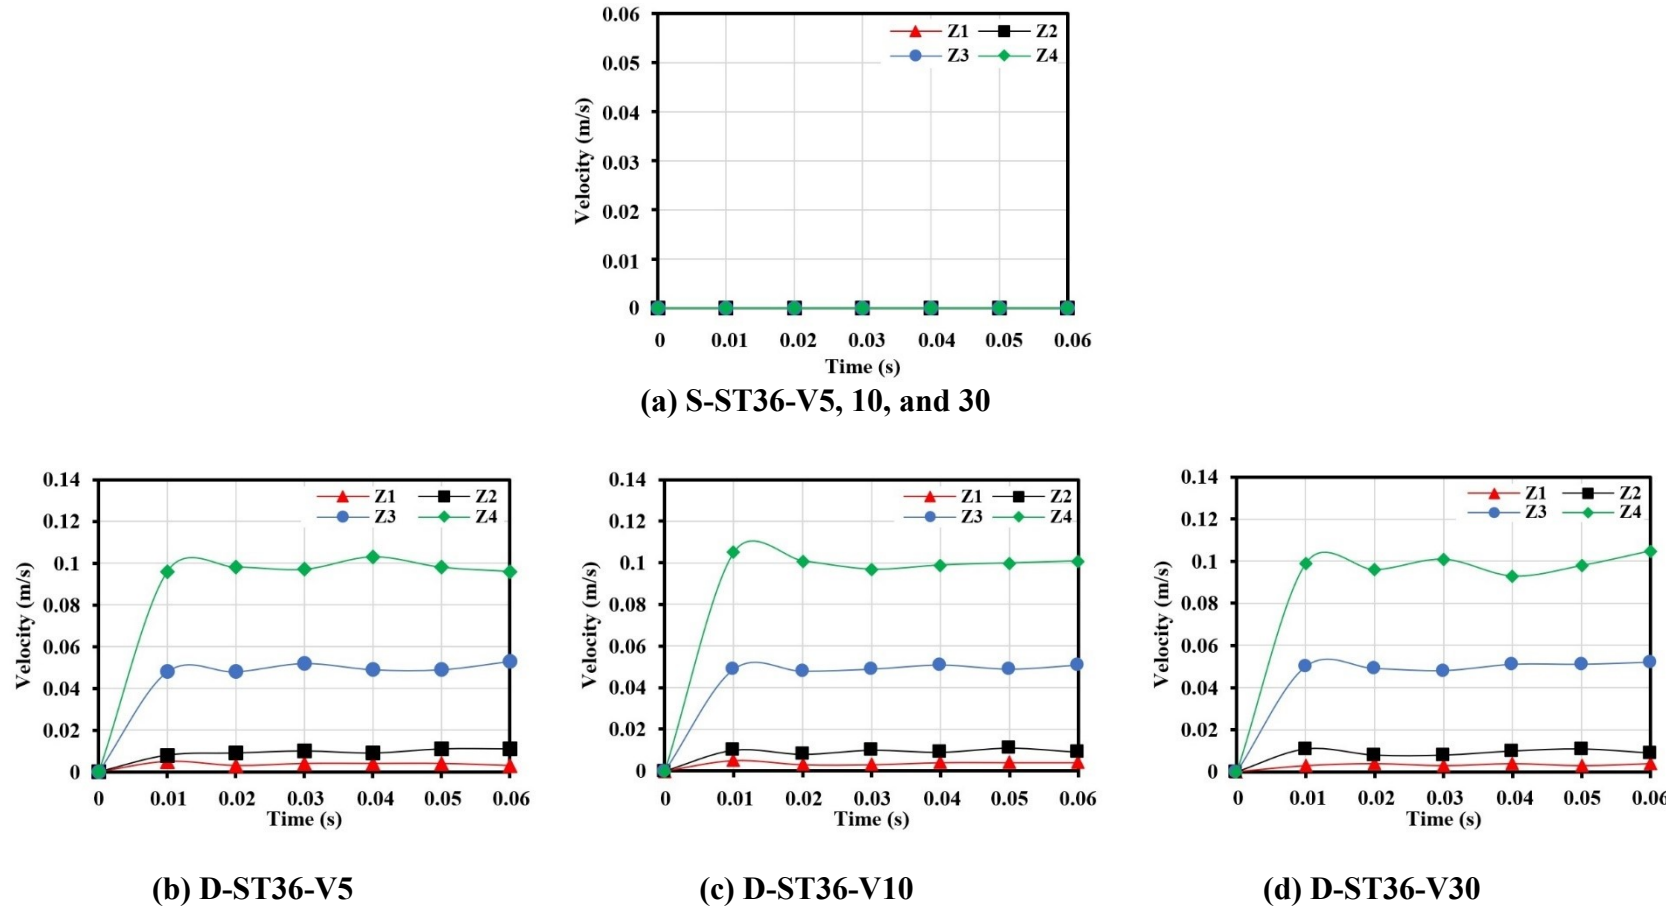 0.06
0.05
0.04
0.03
0.02
0.01
0
Velocity (m/s)
Z1 Z2
Z3 Z4
0 0.01 0.02 0.03 0.04 0.05 0.06
Time (s)
(a) S-ST36-V5, 10, and 30
0.14
0.12
0.1
0.08
0.06
0.04
0.02
0
Velocity (m/s)
Z1 Z2
Z3 Z4
0 0.01 0.02 0.03 0.04 0.05 0.06
Time (s)
(b) D-ST36-V5
0.14
0.12
0.1
0.08
0.06
0.04
0.02
0
Velocity (m/s)
Z1 Z2
Z3 Z4
0 0.01 0.02 0.03 0.04 0.05 0.06
Time (s)
(c) D-ST36-V10
0.14
0.12
0.1
0.08
0.06
0.04
0.02
0
Velocity (m/s)
Z1 Z2
Z3 Z4
0 0.01 0.02 0.03 0.04 0.05 0.06
Time (s)
(d) D-ST36-V30